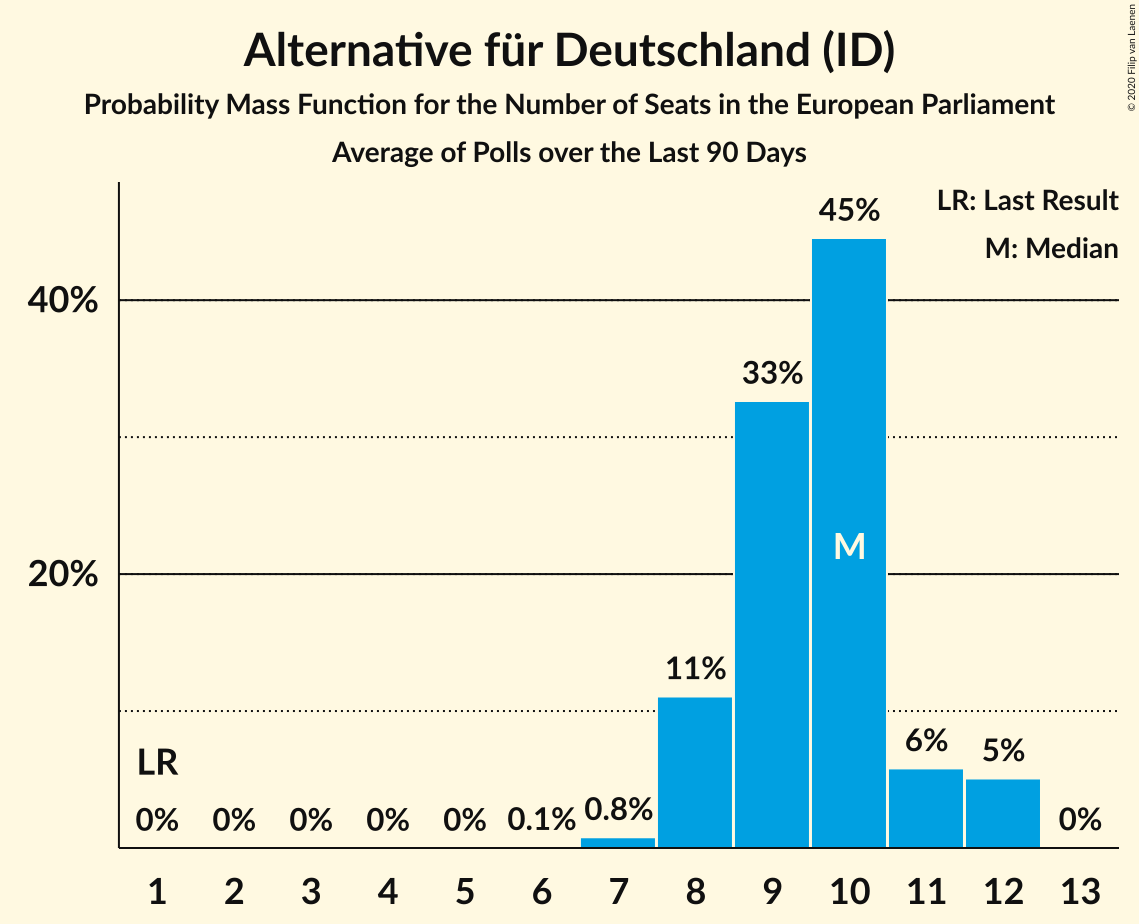 Alternative für Deutschland (ID)
Probability Mass Function for the Number of Seats in the European Parliament
Average of Polls over the Last 90 Days
© 2020 Filip van Laenen
LR: Last Result
M: Median
45%
40%
33%
M
20%
11%
6%
5%
LR
0%
0%
0%
0%
0%
0.1%
0.8%
0%
1 2 3 4 5 6 7 8 9 10 11 12 13